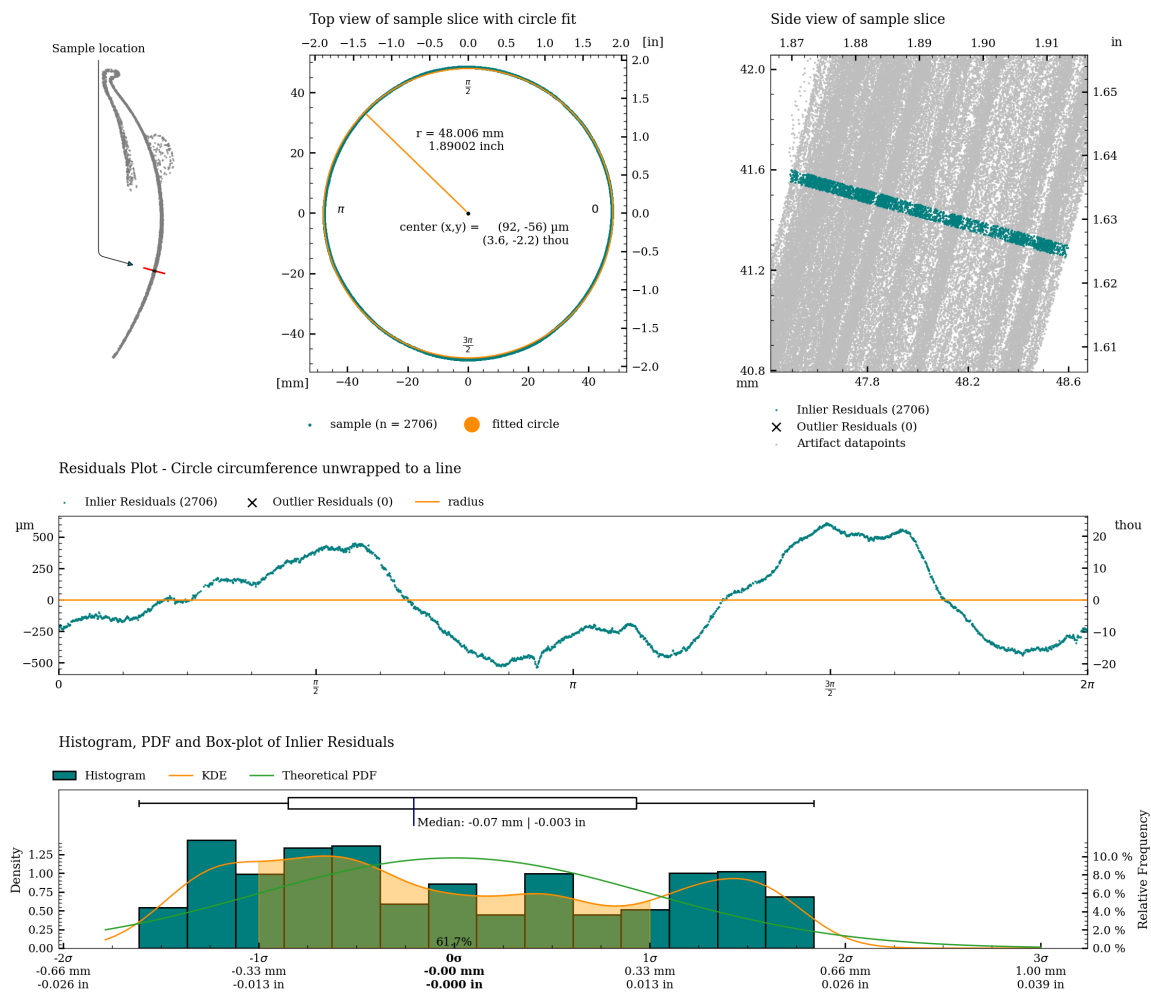 Sample location
Top view of sample slice with circle fit
−2.0 −1.5 −1.0 −0.5 0.0 0.5 1.0 1.5 2.0 [in]
40
20
0
−20
−40
2.0
1.5
1.0
0.5
0.0
−0.5
−1.0
−1.5
−2.0
π/2
r = 48.006 mm
1.89002 inch
π
0
center (x,y) = (92, -56) µm
(3.6, -2.2) thou
3π/2
[mm] −40 −20 0 20 40
sample (n = 2706) fitted circle
Side view of sample slice
1.87 1.88 1.89 1.90 1.91 in
42.0
41.6
41.2
40.8
1.65
1.64
1.63
1.62
1.61
mm 47.8 48.2 48.6
Inlier Residuals (2706)
Outlier Residuals (0)
Artifact datapoints
Residuals Plot - Circle circumference unwrapped to a line
Inlier Residuals (2706) Outlier Residuals (0) radius
µm
500
250
0
−250
−500
thou
20
10
0
−10
−20
0 π/2 π 3π/2 2π
Histogram, PDF and Box-plot of Inlier Residuals
Histogram KDE Theoretical PDF
Median: -0.07 mm | -0.003 in
Density
1.25
1.00
0.75
0.50
0.25
0.00
61.7%
Relative Frequency
10.0 %
8.0 %
6.0 %
4.0 %
2.0 %
0.0 %
-2σ -1σ 0σ 1σ 2σ 3σ
-0.66 mm -0.33 mm -0.00 mm 0.33 mm 0.66 mm 1.00 mm
-0.026 in -0.013 in -0.000 in 0.013 in 0.026 in 0.039 in